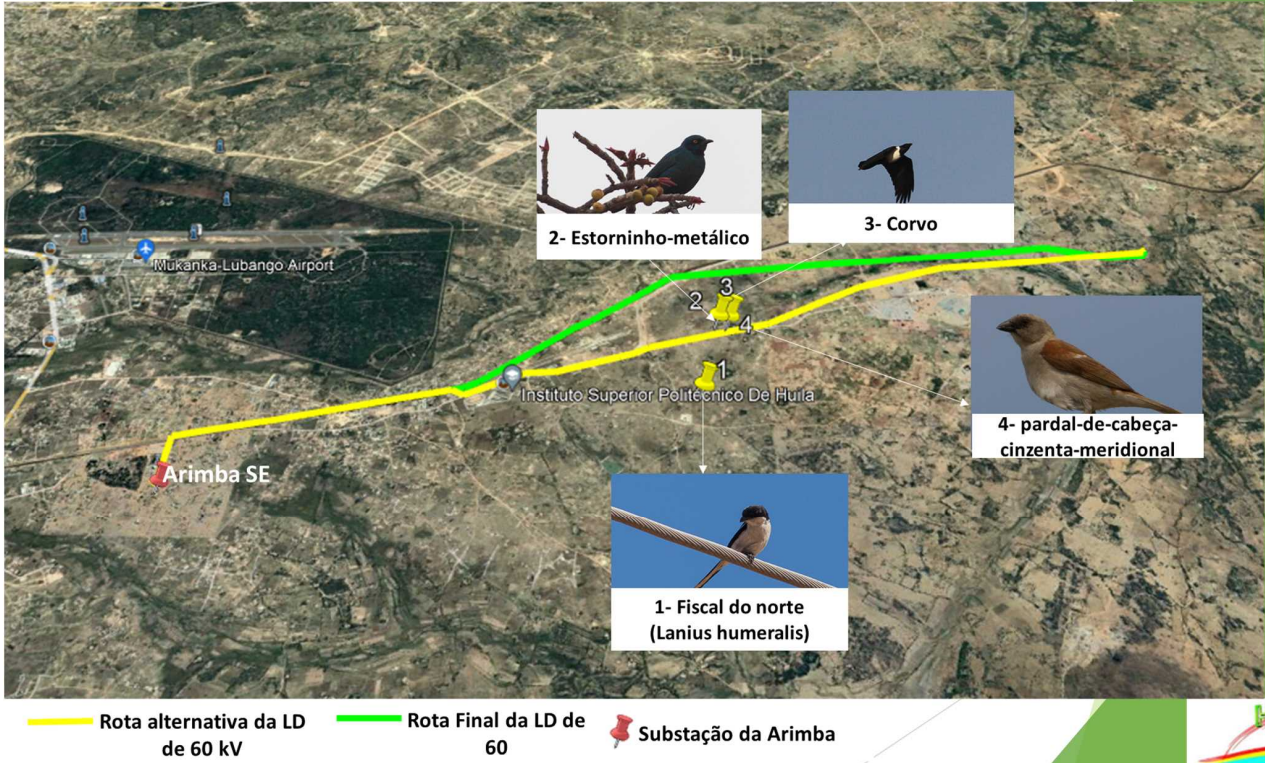 2- Estorninho-metálico
3- Corvo
Mukanka-Lubango Airport
3
2
4
1
Instituto Superior Politécnico De Huila
4- pardal-de-cabeça-
cinzenta-meridional
Arimba SE
1- Fiscal do norte
(Lanius humeralis)
Rota alternativa da LD
de 60 kV
Rota Final da LD de
60
Substação da Arimba